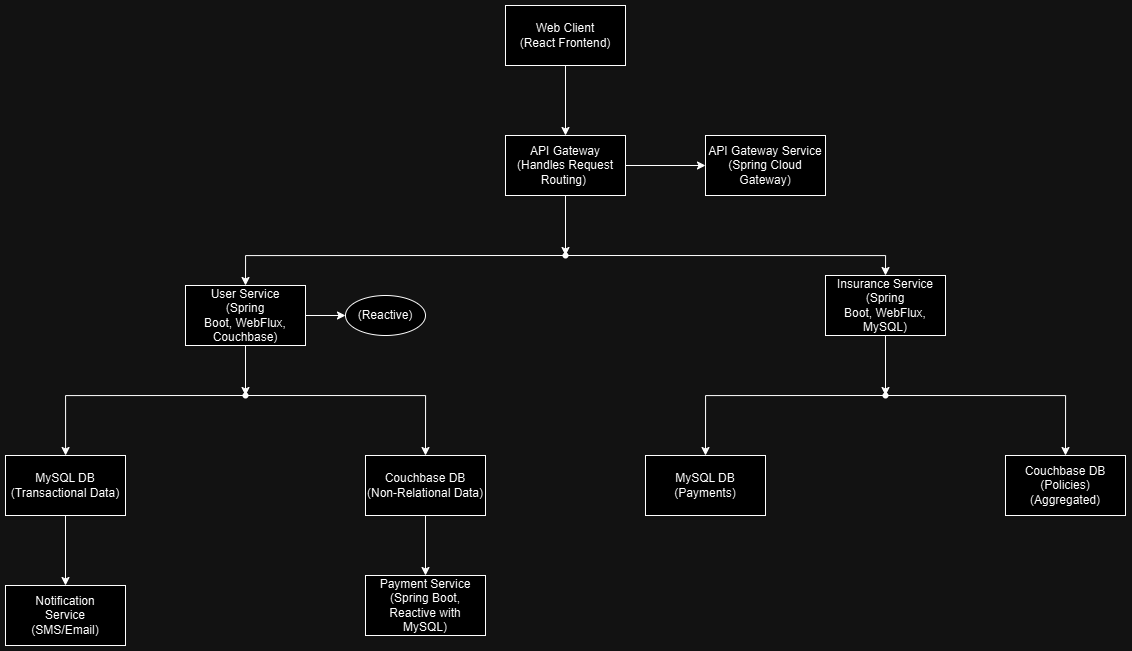 Web Client
(React Frontend)
API Gateway
(Handles Request
Routing)
API Gateway Service
(Spring Cloud
Gateway)
User Service
(Spring
Boot, WebFlux,
Couchbase)
(Reactive)
Insurance Service
(Spring
Boot, WebFlux,
MySQL)
MySQL DB
(Transactional Data)
Couchbase DB
(Non-Relational Data)
MySQL DB
(Payments)
Couchbase DB
(Policies)
(Aggregated)
Notification
Service
(SMS/Email)
Payment Service
(Spring Boot,
Reactive with
MySQL)